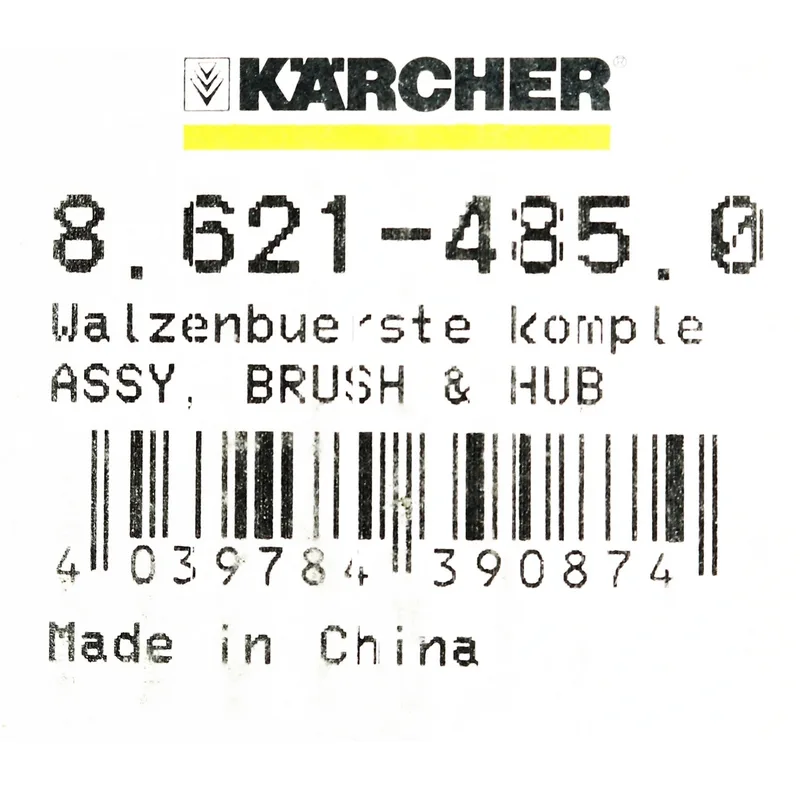 KÄRCHER®
8.621-485.0
Walzenbuerste komple
ASSY, BRUSH & HUB
4 039784 390874
Made in China